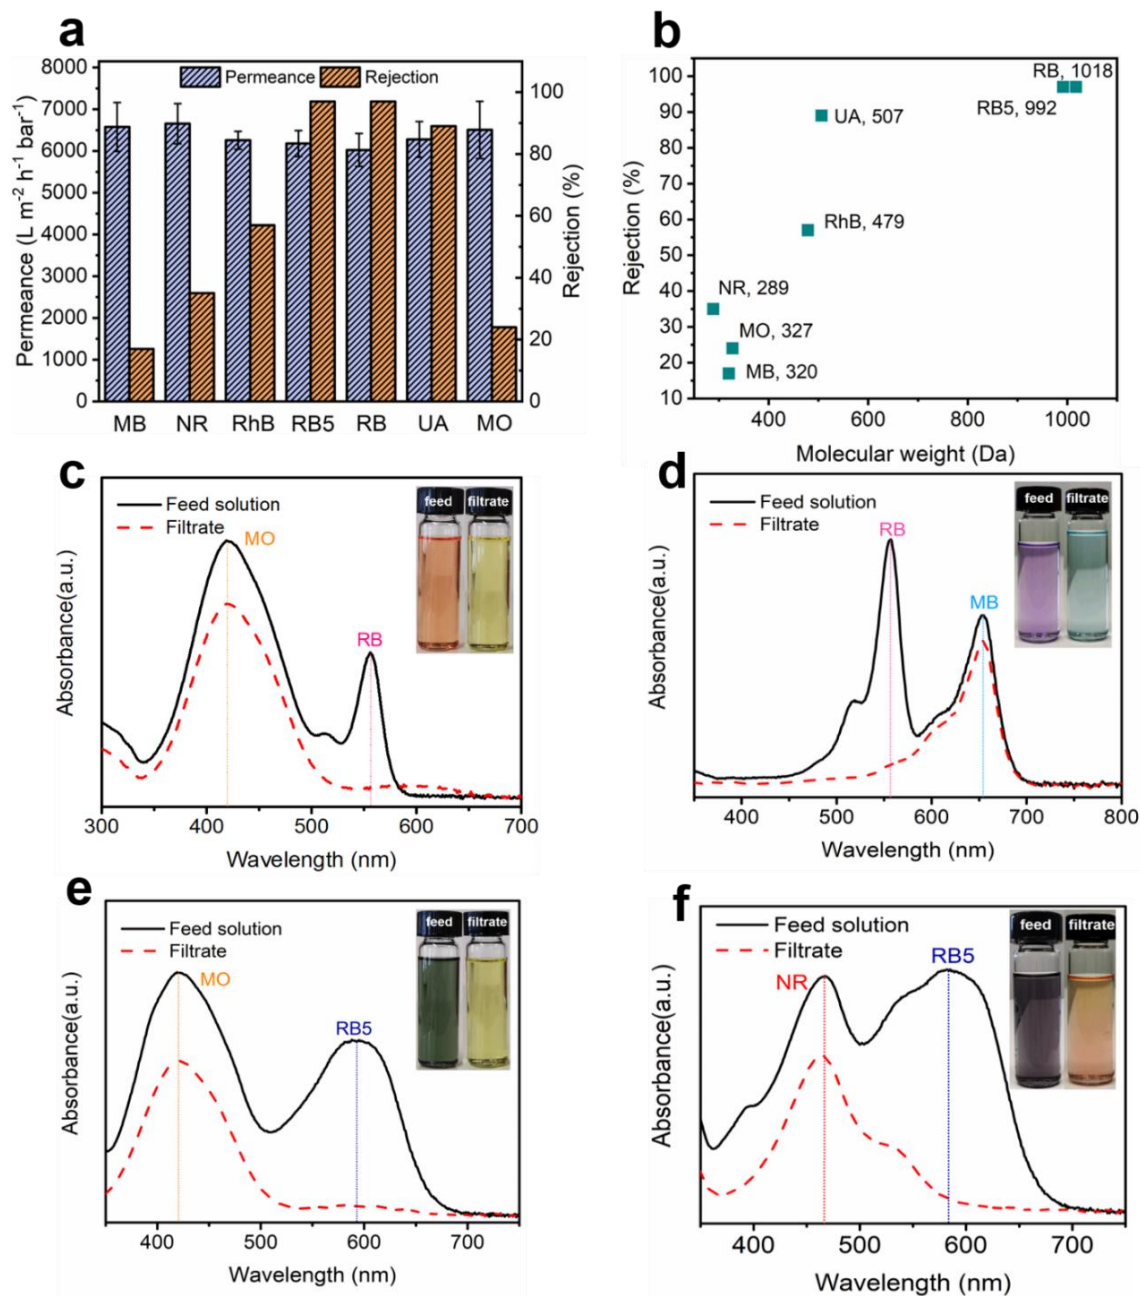 a
Permeance Rejection
Permeance (L m⁻² h⁻¹ bar⁻¹)
8000
7000
6000
5000
4000
3000
2000
1000
0
100
80
60
40
20
0
Rejection (%)
MB NR RhB RB5 RB UA MO
b
Rejection (%)
100
90
80
70
60
50
40
30
20
10
RB, 1018
RB5, 992
UA, 507
RhB, 479
NR, 289
MO, 327
MB, 320
400 600 800 1000
Molecular weight (Da)
c
Feed solution
Filtrate
feed filtrate
MO
RB
Absorbance(a.u.)
300 400 500 600 700
Wavelength (nm)
d
Feed solution
Filtrate
feed filtrate
RB
MB
Absorbance(a.u.)
400 500 600 700 800
Wavelength (nm)
e
Feed solution
Filtrate
feed filtrate
MO
RB5
Absorbance(a.u.)
400 500 600 700
Wavelength (nm)
f
Feed solution
Filtrate
feed filtrate
NR
RB5
Absorbance(a.u.)
400 500 600 700
Wavelength (nm)